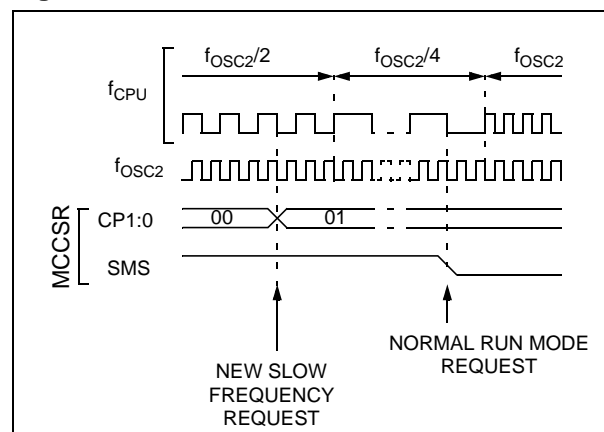 fOSC2/2
fOSC2/4
fOSC2
fCPU
fOSC2
MCCSR
CP1:0
00
01
SMS
NEW SLOW
FREQUENCY
REQUEST
NORMAL RUN MODE
REQUEST